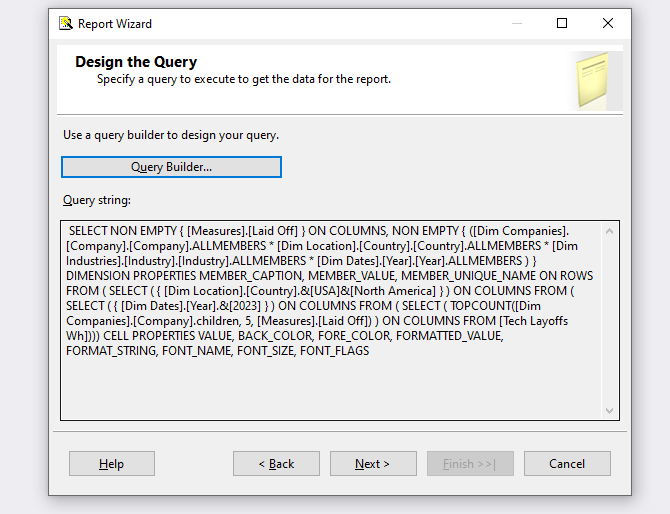 Report Wizard
Design the Query
Specify a query to execute to get the data for the report.
Use a query builder to design your query.
Query Builder...
Query string:
SELECT NON EMPTY { [Measures].[Laid Off] } ON COLUMNS, NON EMPTY { ([Dim Companies].
[Company].[Company].ALLMEMBERS * [Dim Location].[Country].[Country].ALLMEMBERS * [Dim
Industries].[Industry].[Industry].ALLMEMBERS * [Dim Dates].[Year].[Year].ALLMEMBERS ) }
DIMENSION PROPERTIES MEMBER_CAPTION, MEMBER_VALUE, MEMBER_UNIQUE_NAME ON ROWS
FROM ( SELECT ( { [Dim Location].[Country].&[USA]&[North America] } ) ON COLUMNS FROM (
SELECT ( { [Dim Dates].[Year].&[2023] } ) ON COLUMNS FROM ( SELECT ( TOPCOUNT([Dim
Companies].[Company].children, 5, [Measures].[Laid Off]) ) ON COLUMNS FROM [Tech Layoffs
Wh]))) CELL PROPERTIES VALUE, BACK_COLOR, FORE_COLOR, FORMATTED_VALUE,
FORMAT_STRING, FONT_NAME, FONT_SIZE, FONT_FLAGS
Help
< Back
Next >
Finish >>|
Cancel